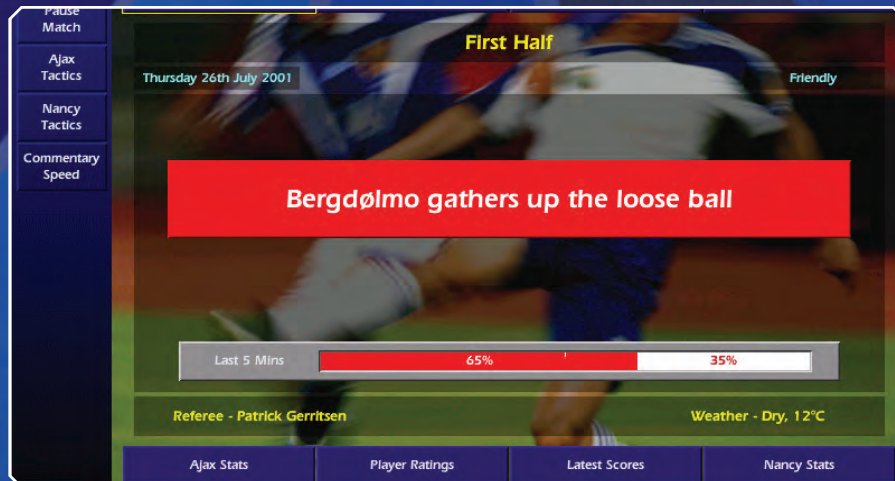 Pause
Match
First Half
Ajax
Tactics
Thursday 26th July 2001
Friendly
Nancy
Tactics
Commentary
Speed
Bergdølmo gathers up the loose ball
Last 5 Mins
65%
35%
Referee - Patrick Gerritsen
Weather - Dry, 12°C
Ajax Stats
Player Ratings
Latest Scores
Nancy Stats